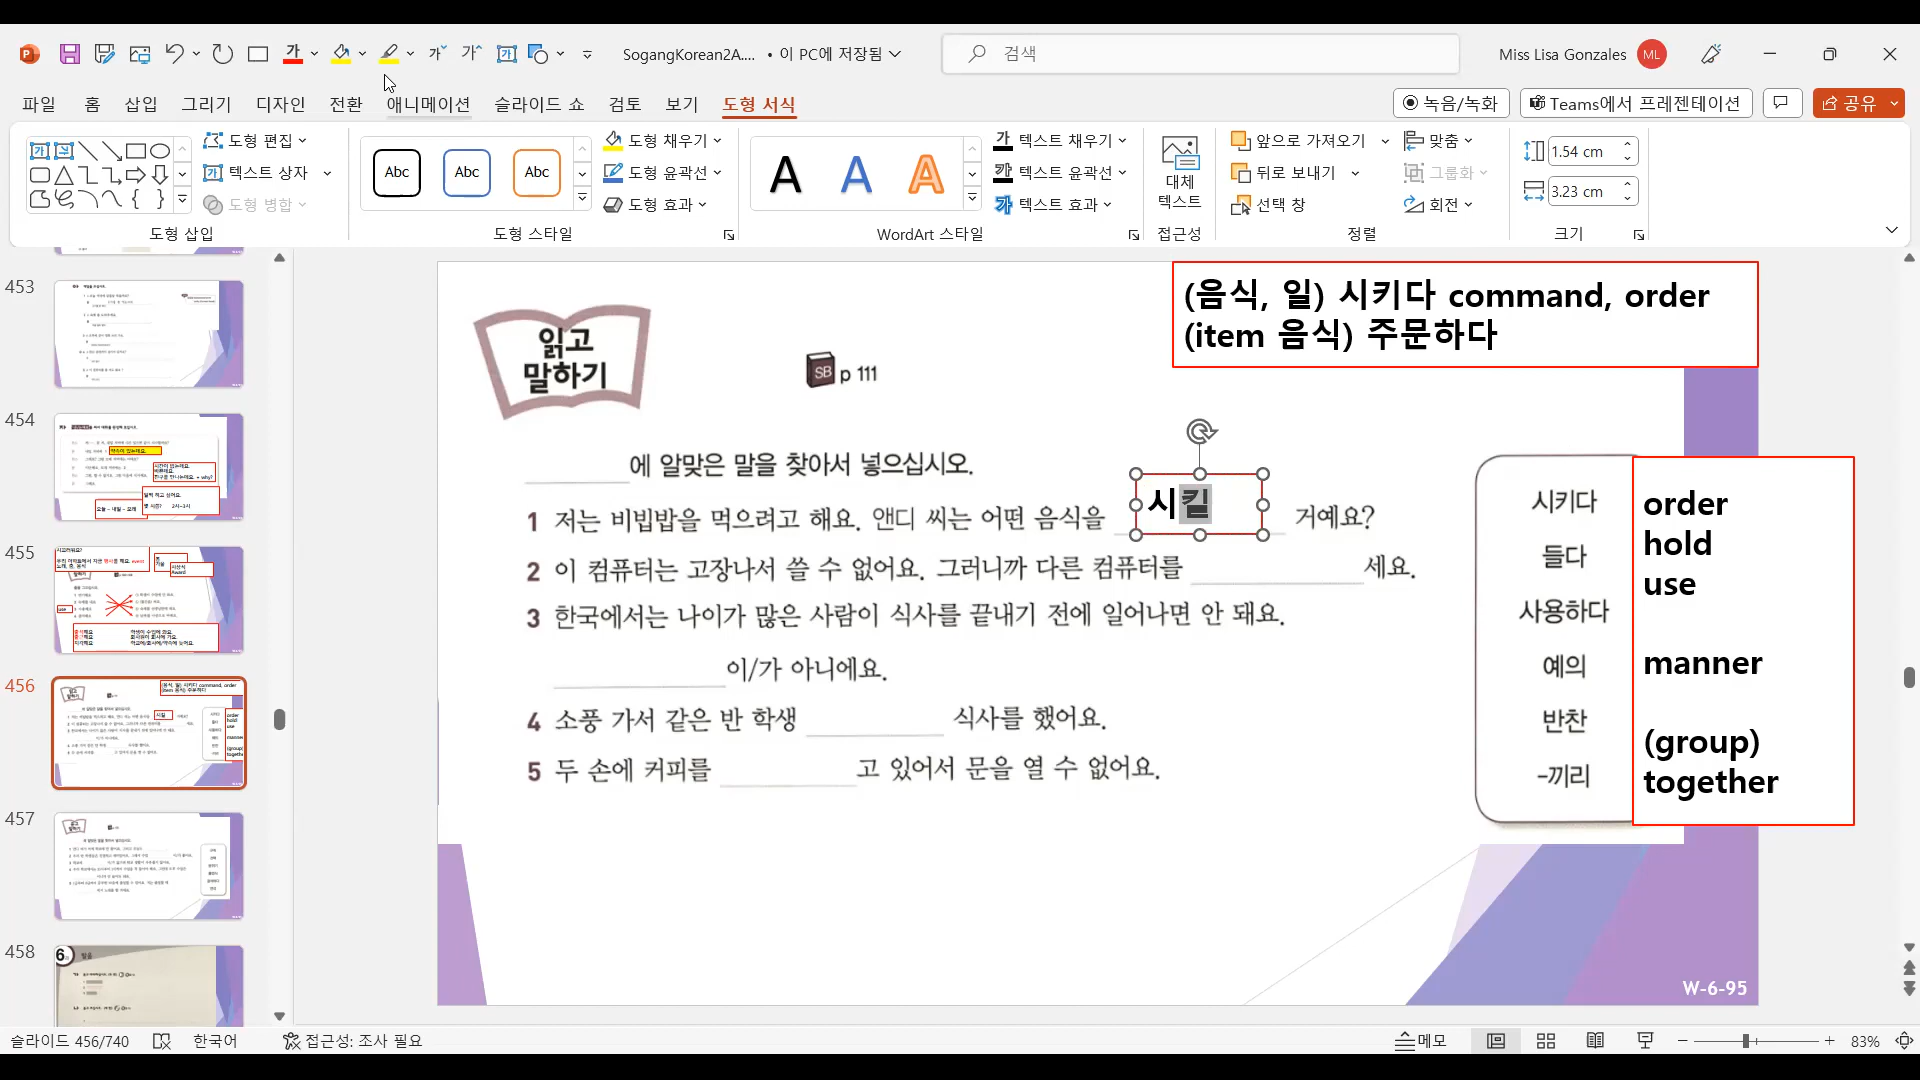 SogangKorean2A.... • 이 PC에 저장됨
검색
Miss Lisa Gonzales ML
파일 홈 삽입 그리기 디자인 전환 애니메이션 슬라이드 쇼 검토 보기 도형 서식
녹음/녹화 Teams에서 프레젠테이션 공유
도형 편집
텍스트 상자
도형 병합
도형 삽입
Abc Abc Abc
도형 채우기
도형 윤곽선
도형 효과
도형 스타일
A A A
텍스트 채우기
텍스트 윤곽선
텍스트 효과
WordArt 스타일
대체
텍스트
접근성
앞으로 가져오기
뒤로 보내기
선택 창
맞춤
그룹화
회전
정렬
1.54 cm
3.23 cm
크기
453
454
455
456
457
458
(음식, 일) 시키다 command, order
(item 음식) 주문하다
읽고
말하기
SB p 111
에 알맞은 말을 찾아서 넣으십시오.
시킬
1 저는 비빔밥을 먹으려고 해요. 앤디 씨는 어떤 음식을 거예요?
2 이 컴퓨터는 고장나서 쓸 수 없어요. 그러니까 다른 컴퓨터를 세요.
3 한국에서는 나이가 많은 사람이 식사를 끝내기 전에 일어나면 안 돼요.
이/가 아니에요.
4 소풍 가서 같은 반 학생 식사를 했어요.
5 두 손에 커피를 고 있어서 문을 열 수 없어요.
시키다
들다
사용하다
예의
반찬
-끼리
order
hold
use
manner
(group)
together
W-6-95
슬라이드 456/740 한국어 접근성: 조사 필요
메모 83%